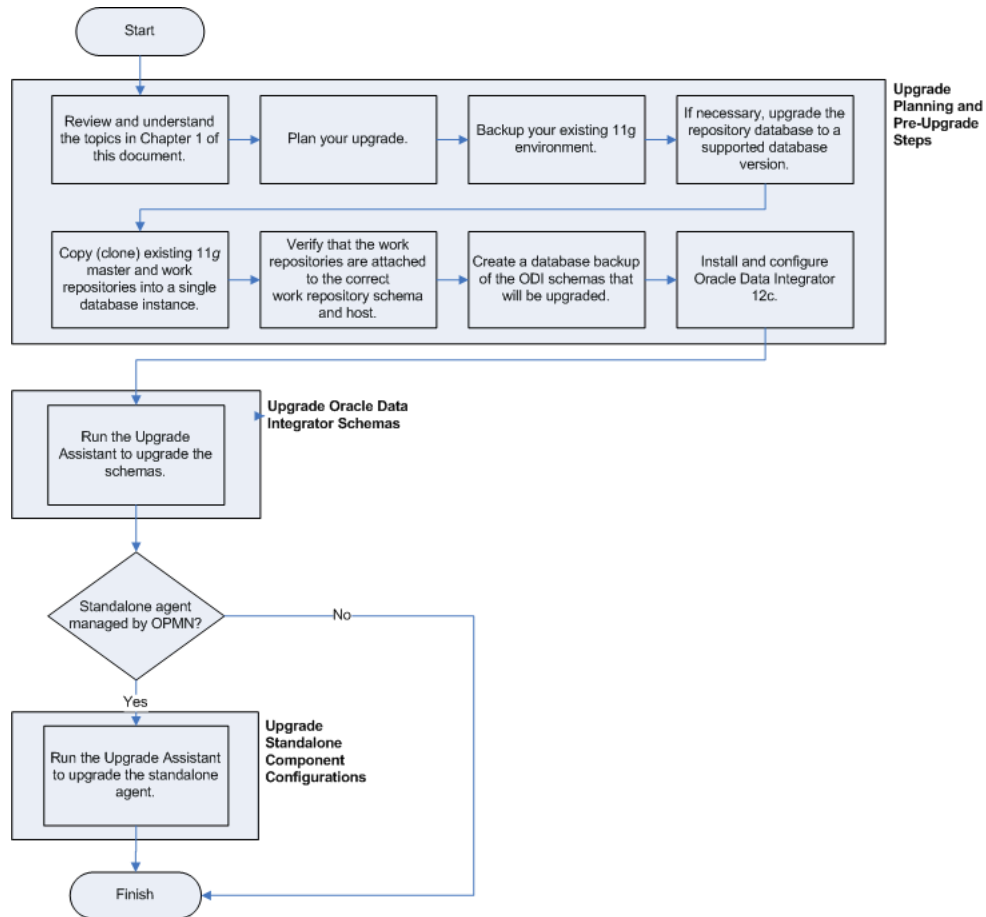 Start
Upgrade
Planning and
Pre-Upgrade
Steps
Review and understand
the topics in Chapter 1 of
this document.
Plan your upgrade.
Backup your existing 11g
environment.
If necessary, upgrade the
repository database to a
supported database
version.
Copy (clone) existing 11g
master and work
repositories into a single
database instance.
Verify that the work
repositories are attached
to the correct
work repository schema
and host.
Create a database backup
of the ODI schemas that
will be upgraded.
Install and configure
Oracle Data Integrator
12c.
Upgrade Oracle Data
Integrator Schemas
Run the Upgrade
Assistant to upgrade the
schemas.
Standalone agent
managed by OPMN?
No
Yes
Upgrade
Standalone
Component
Configurations
Run the Upgrade Assistant
to upgrade the standalone
agent.
Finish